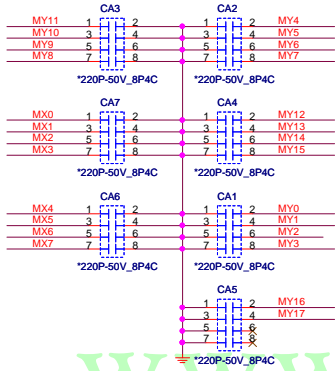 CA3 CA2
MY11 1 2 1 2 MY4
MY10 3 4 3 4 MY5
MY9 5 6 5 6 MY6
MY8 7 8 7 8 MY7
*220P-50V_8P4C *220P-50V_8P4C
CA7 CA4
MX0 1 2 1 2 MY12
MX1 3 4 3 4 MY13
MX2 5 6 5 6 MY14
MX3 7 8 7 8 MY15
*220P-50V_8P4C *220P-50V_8P4C
CA6 CA1
MX4 1 2 1 2 MY0
MX5 3 4 3 4 MY1
MX6 5 6 5 6 MY2
MX7 7 8 7 8 MY3
*220P-50V_8P4C *220P-50V_8P4C
CA5
1 2 MY16
3 4 MY17
5 6
7 8
*220P-50V_8P4C